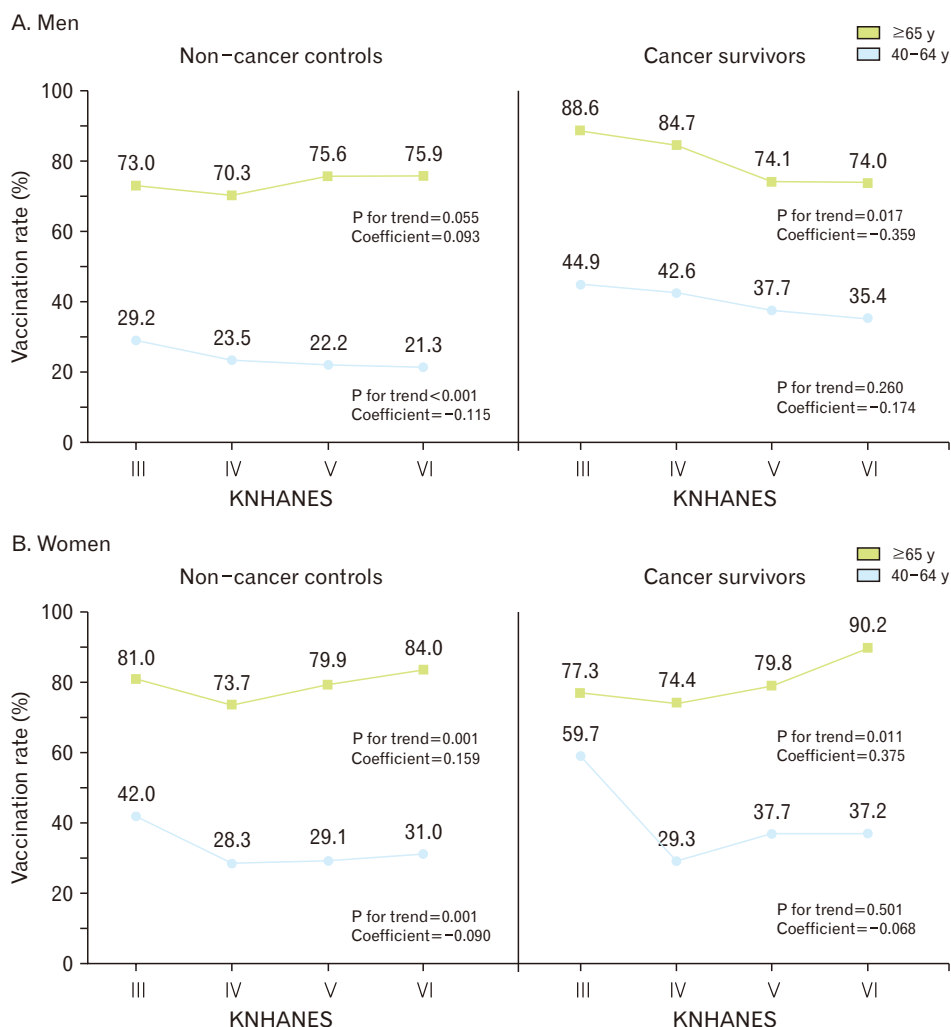 A. Men
Non−cancer controls
Cancer survivors
≥65 y
40−64 y
Vaccination rate (%)
100
80
60
40
20
0
73.0
70.3
75.6
75.9
P for trend=0.055
Coefficient=0.093
29.2
23.5
22.2
21.3
P for trend<0.001
Coefficient=−0.115
88.6
84.7
74.1
74.0
P for trend=0.017
Coefficient=−0.359
44.9
42.6
37.7
35.4
P for trend=0.260
Coefficient=−0.174
III IV V VI
KNHANES
III IV V VI
KNHANES
B. Women
Non−cancer controls
Cancer survivors
≥65 y
40−64 y
Vaccination rate (%)
100
80
60
40
20
0
81.0
73.7
79.9
84.0
P for trend=0.001
Coefficient=0.159
42.0
28.3
29.1
31.0
P for trend=0.001
Coefficient=−0.090
77.3
74.4
79.8
90.2
P for trend=0.011
Coefficient=0.375
59.7
29.3
37.7
37.2
P for trend=0.501
Coefficient=−0.068
III IV V VI
KNHANES
III IV V VI
KNHANES